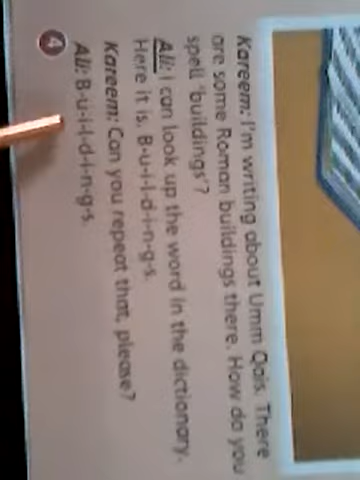 Kareem: I'm writing about Umm Qais. There
are some Roman buildings there. How do you
spell 'buildings'?
Ali: I can look up the word in the dictionary.
Here it is. B-u-i-l-d-i-n-g-s.
Kareem: Can you repeat that, please?
Ali: B-u-i-l-d-i-n-g-s.
4